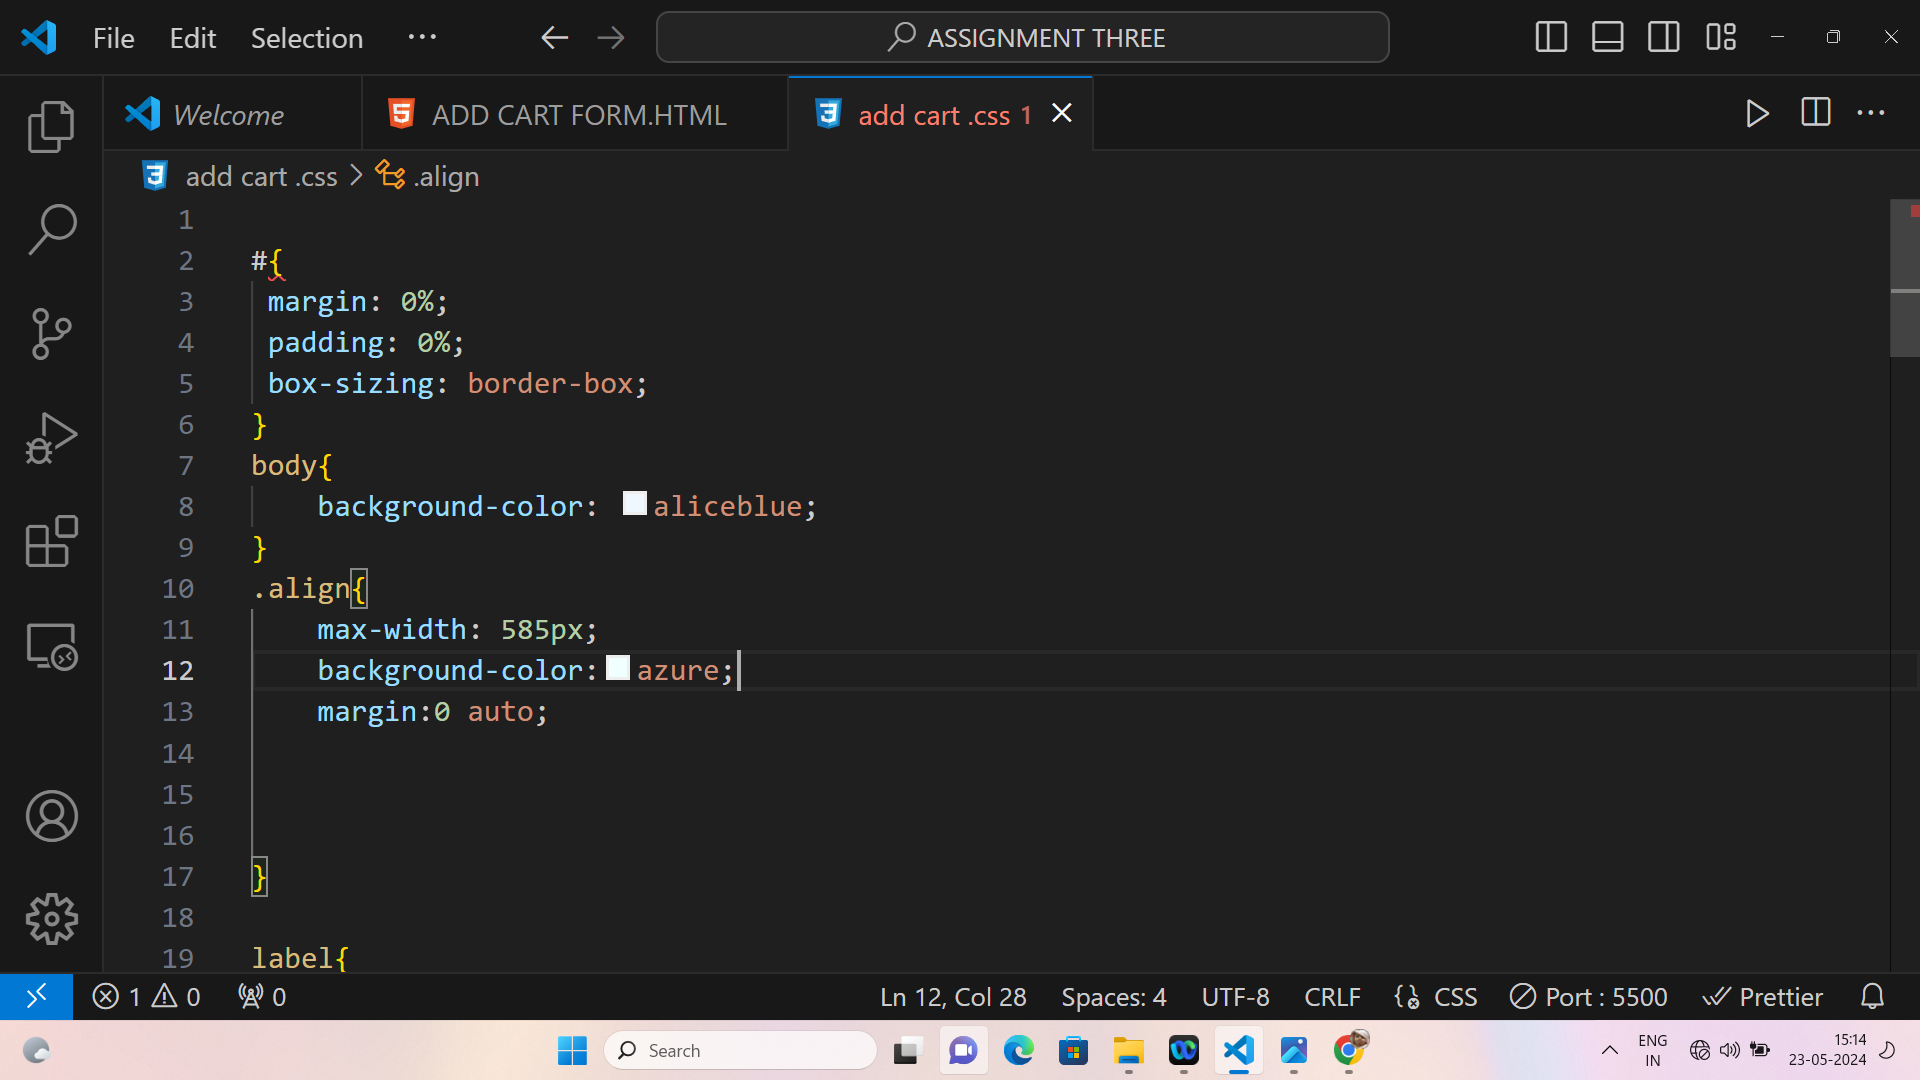 File Edit Selection ··· ASSIGNMENT THREE
Welcome ADD CART FORM.HTML add cart .css 1
add cart .css > .align
1
2 #{
3 margin: 0%;
4 padding: 0%;
5 box-sizing: border-box;
6 }
7 body{
8 background-color: aliceblue;
9 }
10 .align{
11 max-width: 585px;
12 background-color: azure;
13 margin:0 auto;
14
15
16
17 }
18
19 label{
1 0 0 Ln 12, Col 28 Spaces: 4 UTF-8 CRLF CSS Port : 5500 Prettier
Search ENG IN 15:14
23-05-2024